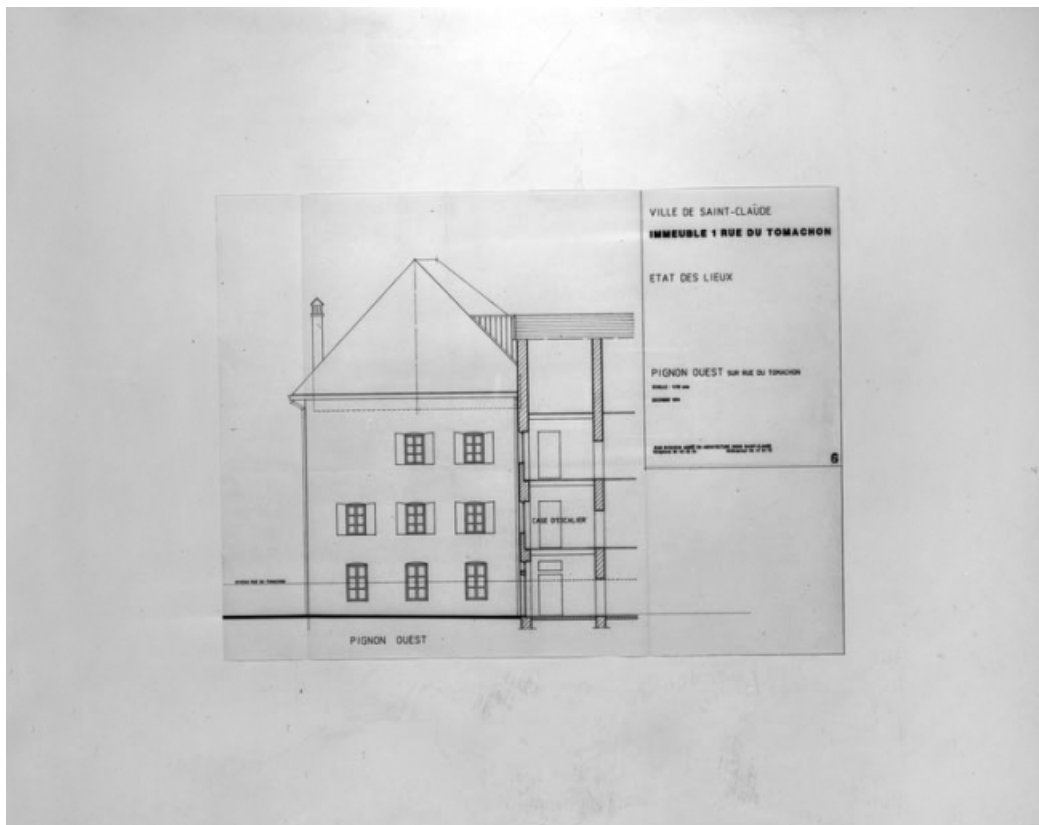 VILLE DE SAINT-CLAUDE
IMMEUBLE 1 RUE DU TOMACHON
ETAT DES LIEUX
PIGNON OUEST SUR RUE DU TOMACHON
6
CAGE D'ESCALIER
PIGNON OUEST